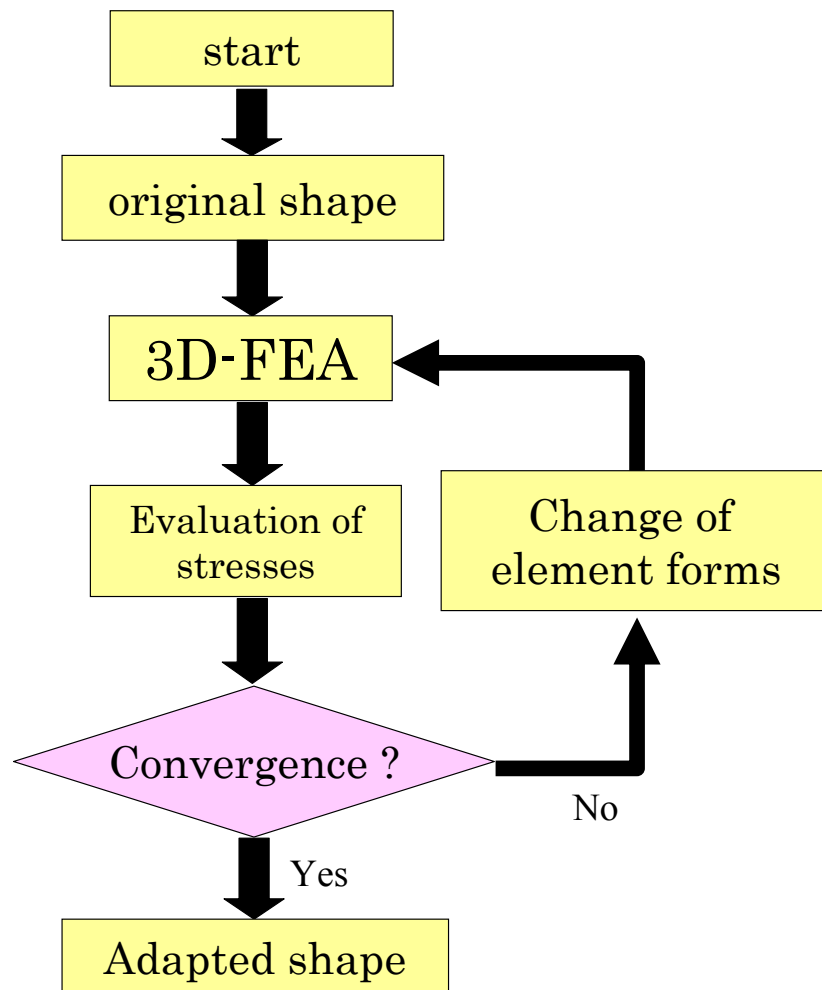 start
original shape
3D-FEA
Evaluation of
stresses
Change of
element forms
Convergence ?
No
Yes
Adapted shape